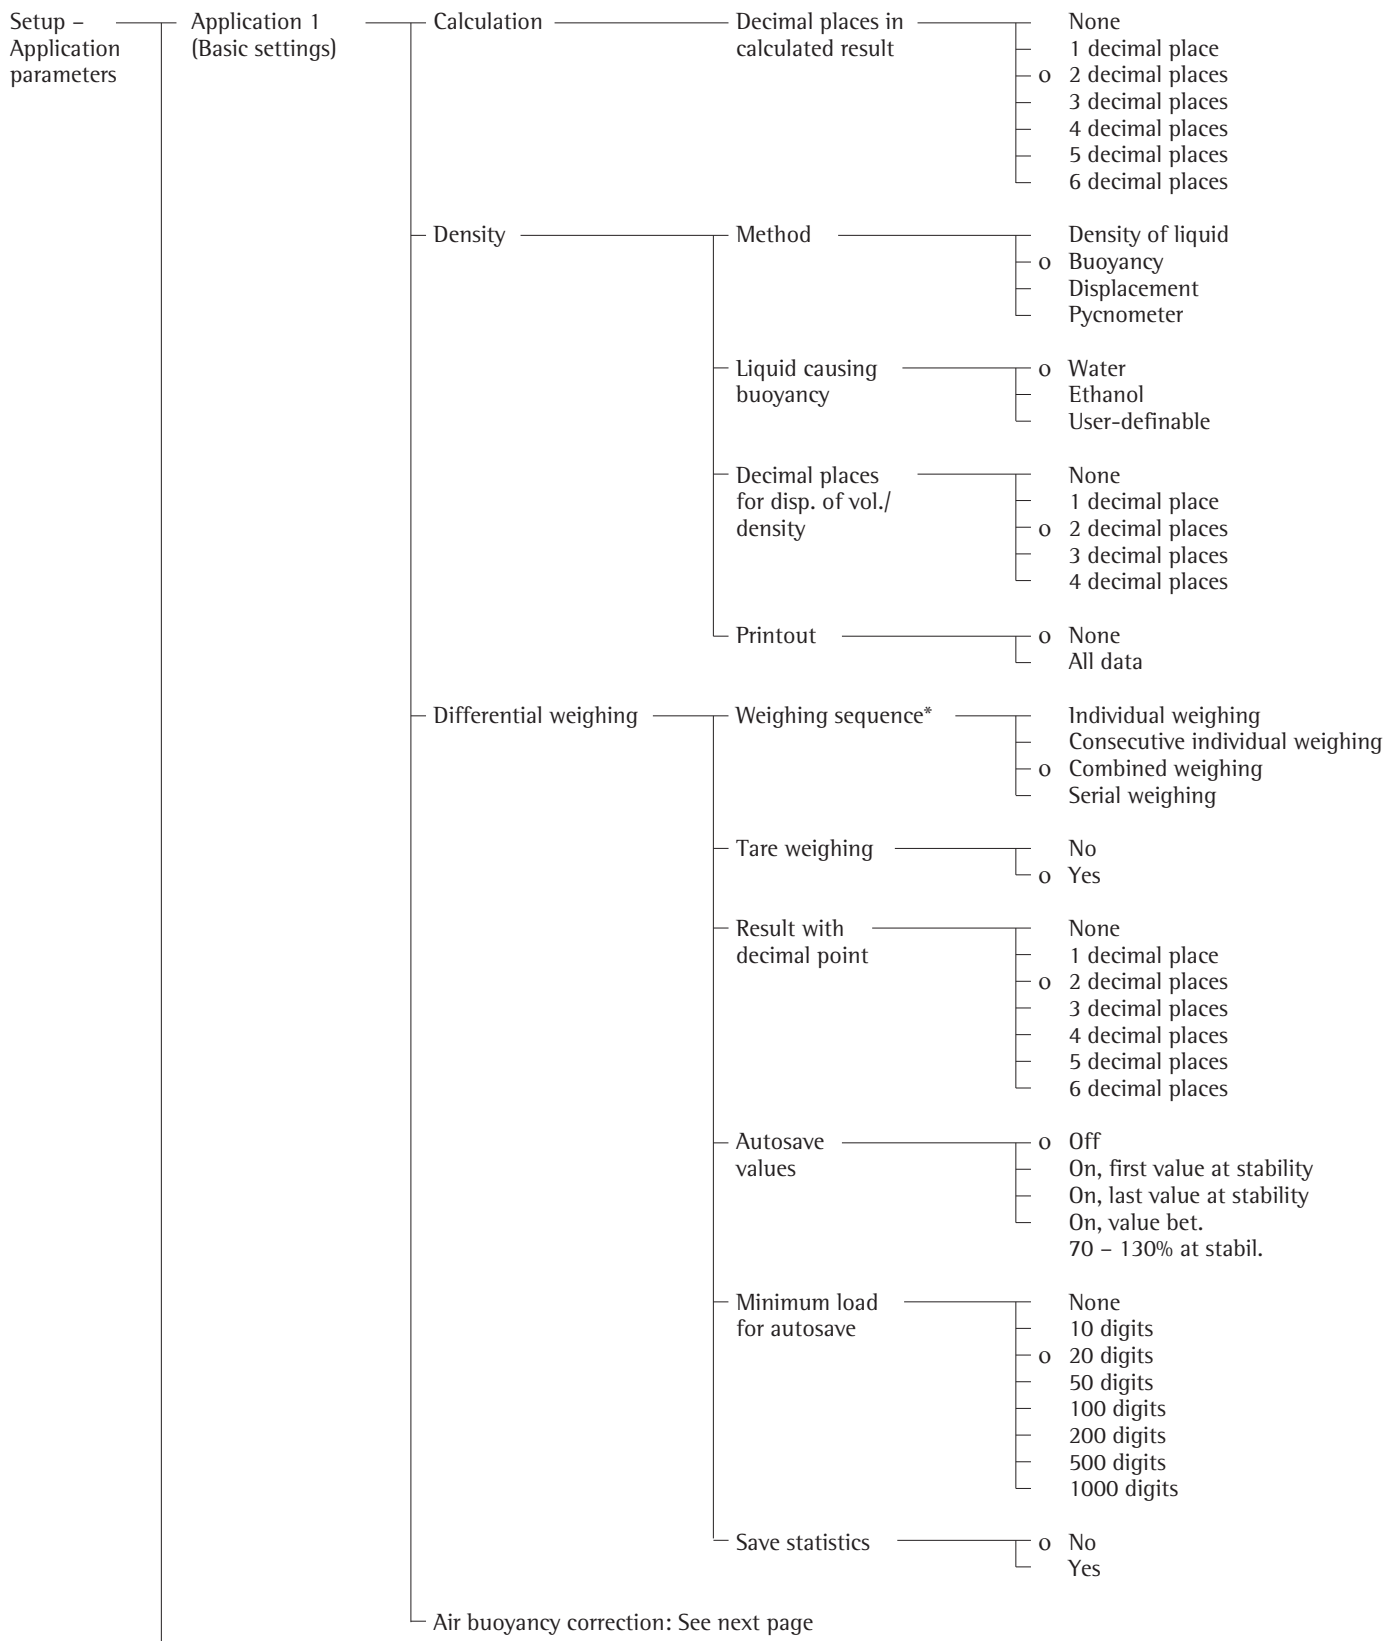 Setup –
Application
parameters
Application 1
(Basic settings)
Calculation
Decimal places in
calculated result
None
1 decimal place
o 2 decimal places
3 decimal places
4 decimal places
5 decimal places
6 decimal places
Density
Method
Density of liquid
o Buoyancy
Displacement
Pycnometer
Liquid causing
buoyancy
o Water
Ethanol
User-definable
Decimal places
for disp. of vol./
density
None
1 decimal place
o 2 decimal places
3 decimal places
4 decimal places
Printout
o None
All data
Differential weighing
Weighing sequence*
Individual weighing
Consecutive individual weighing
o Combined weighing
Serial weighing
Tare weighing
No
o Yes
Result with
decimal point
None
1 decimal place
o 2 decimal places
3 decimal places
4 decimal places
5 decimal places
6 decimal places
Autosave
values
o Off
On, first value at stability
On, last value at stability
On, value bet.
70 – 130% at stabil.
Minimum load
for autosave
None
10 digits
o 20 digits
50 digits
100 digits
200 digits
500 digits
1000 digits
Save statistics
o No
Yes
Air buoyancy correction: See next page